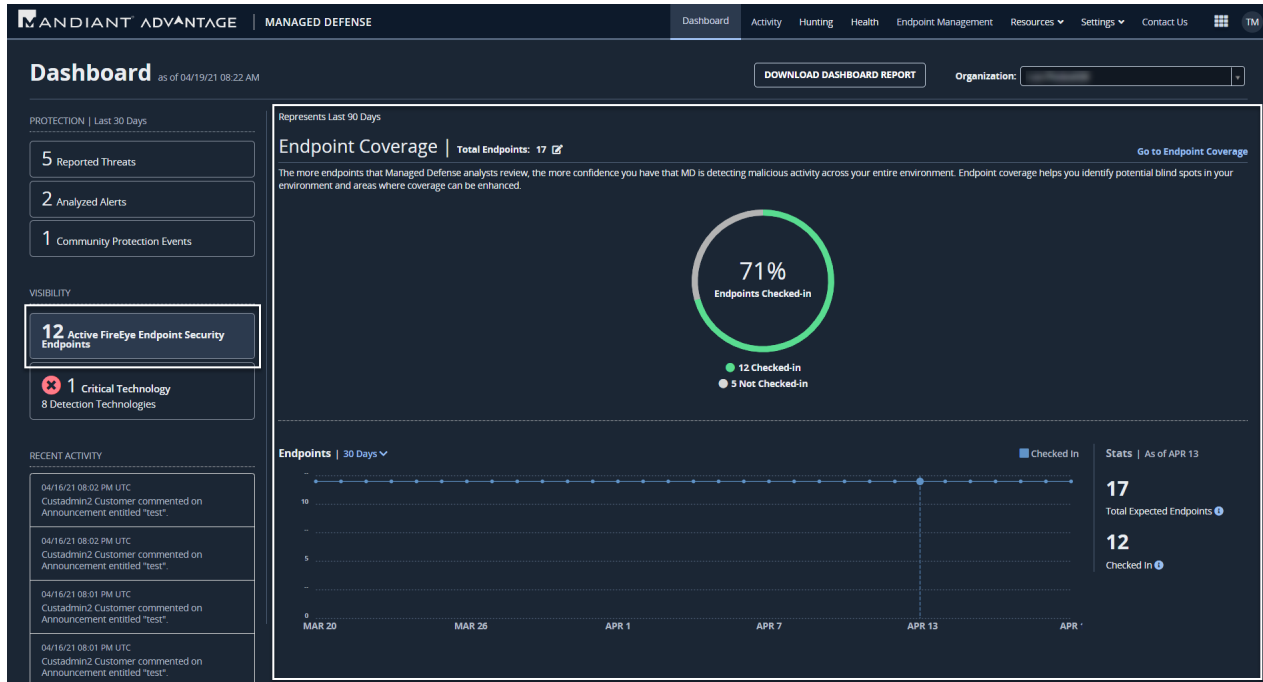 MANDIANT ADVANTAGE | MANAGED DEFENSE
Dashboard Activity Hunting Health Endpoint Management Resources Settings Contact Us TM
Dashboard as of 04/19/21 08:22 AM
DOWNLOAD DASHBOARD REPORT
Organization:
PROTECTION | Last 30 Days
5 Reported Threats
2 Analyzed Alerts
1 Community Protection Events
VISIBILITY
12 Active FireEye Endpoint Security
Endpoints
1 Critical Technology
8 Detection Technologies
RECENT ACTIVITY
04/16/21 08:02 PM UTC
Custadmin2 Customer commented on
Announcement entitled "test".
04/16/21 08:02 PM UTC
Custadmin2 Customer commented on
Announcement entitled "test".
04/16/21 08:01 PM UTC
Custadmin2 Customer commented on
Announcement entitled "test".
04/16/21 08:01 PM UTC
Custadmin2 Customer commented on
Announcement entitled "test".
Represents Last 90 Days
Endpoint Coverage | Total Endpoints: 17
Go to Endpoint Coverage
The more endpoints that Managed Defense analysts review, the more confidence you have that MD is detecting malicious activity across your entire environment. Endpoint coverage helps you identify potential blind spots in your
environment and areas where coverage can be enhanced.
71%
Endpoints Checked-in
12 Checked-in
5 Not Checked-in
Endpoints | 30 Days
Checked In
10
5
0
MAR 20 MAR 26 APR 1 APR 7 APR 13 APR
Stats | As of APR 13
17
Total Expected Endpoints
12
Checked In